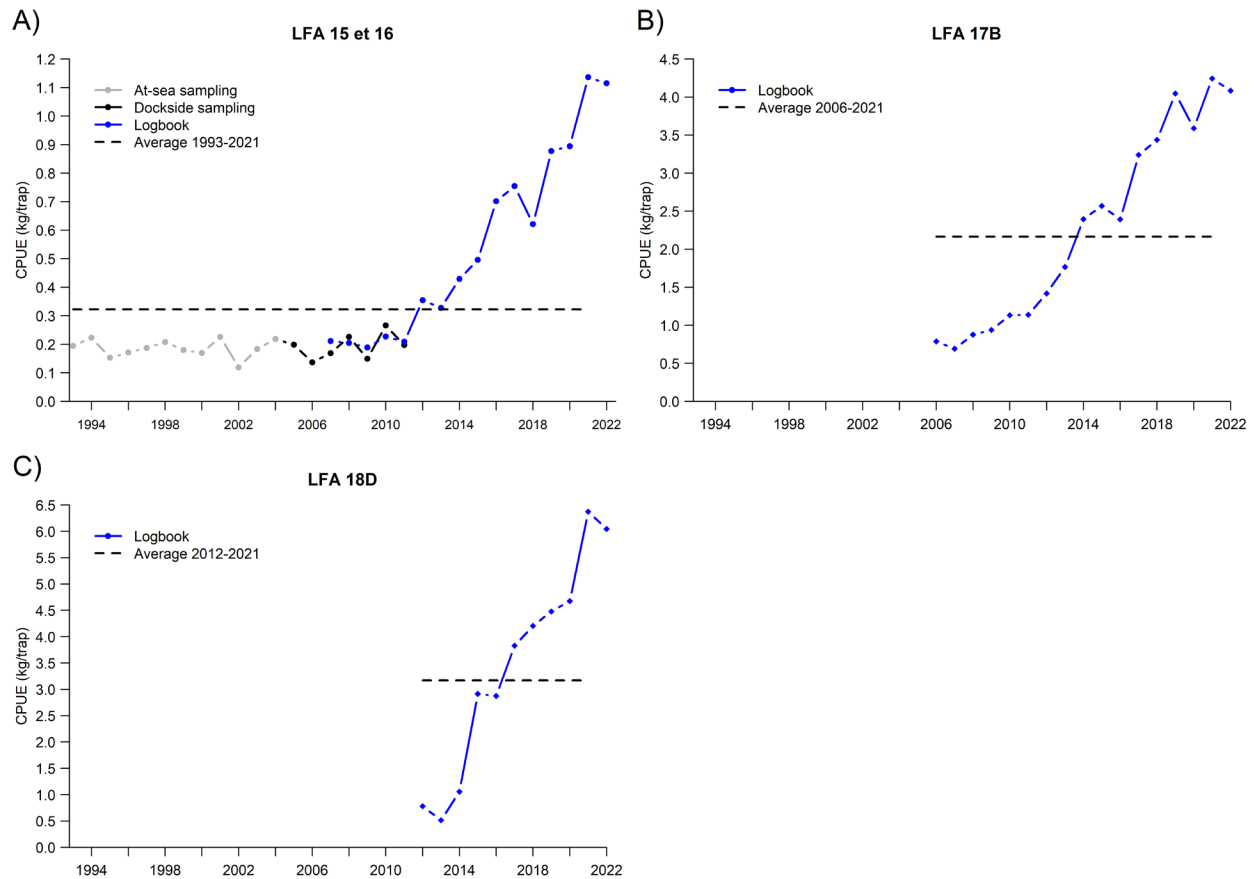 A)
LFA 15 et 16
At-sea sampling
Dockside sampling
Logbook
Average 1993-2021
CPUE (kg/trap)
1.2
1.1
1.0
0.9
0.8
0.7
0.6
0.5
0.4
0.3
0.2
0.1
0.0
1994 1998 2002 2006 2010 2014 2018 2022
B)
LFA 17B
Logbook
Average 2006-2021
CPUE (kg/trap)
4.5
4.0
3.5
3.0
2.5
2.0
1.5
1.0
0.5
0.0
1994 1998 2002 2006 2010 2014 2018 2022
C)
LFA 18D
Logbook
Average 2012-2021
CPUE (kg/trap)
6.5
6.0
5.5
5.0
4.5
4.0
3.5
3.0
2.5
2.0
1.5
1.0
0.5
0.0
1994 1998 2002 2006 2010 2014 2018 2022